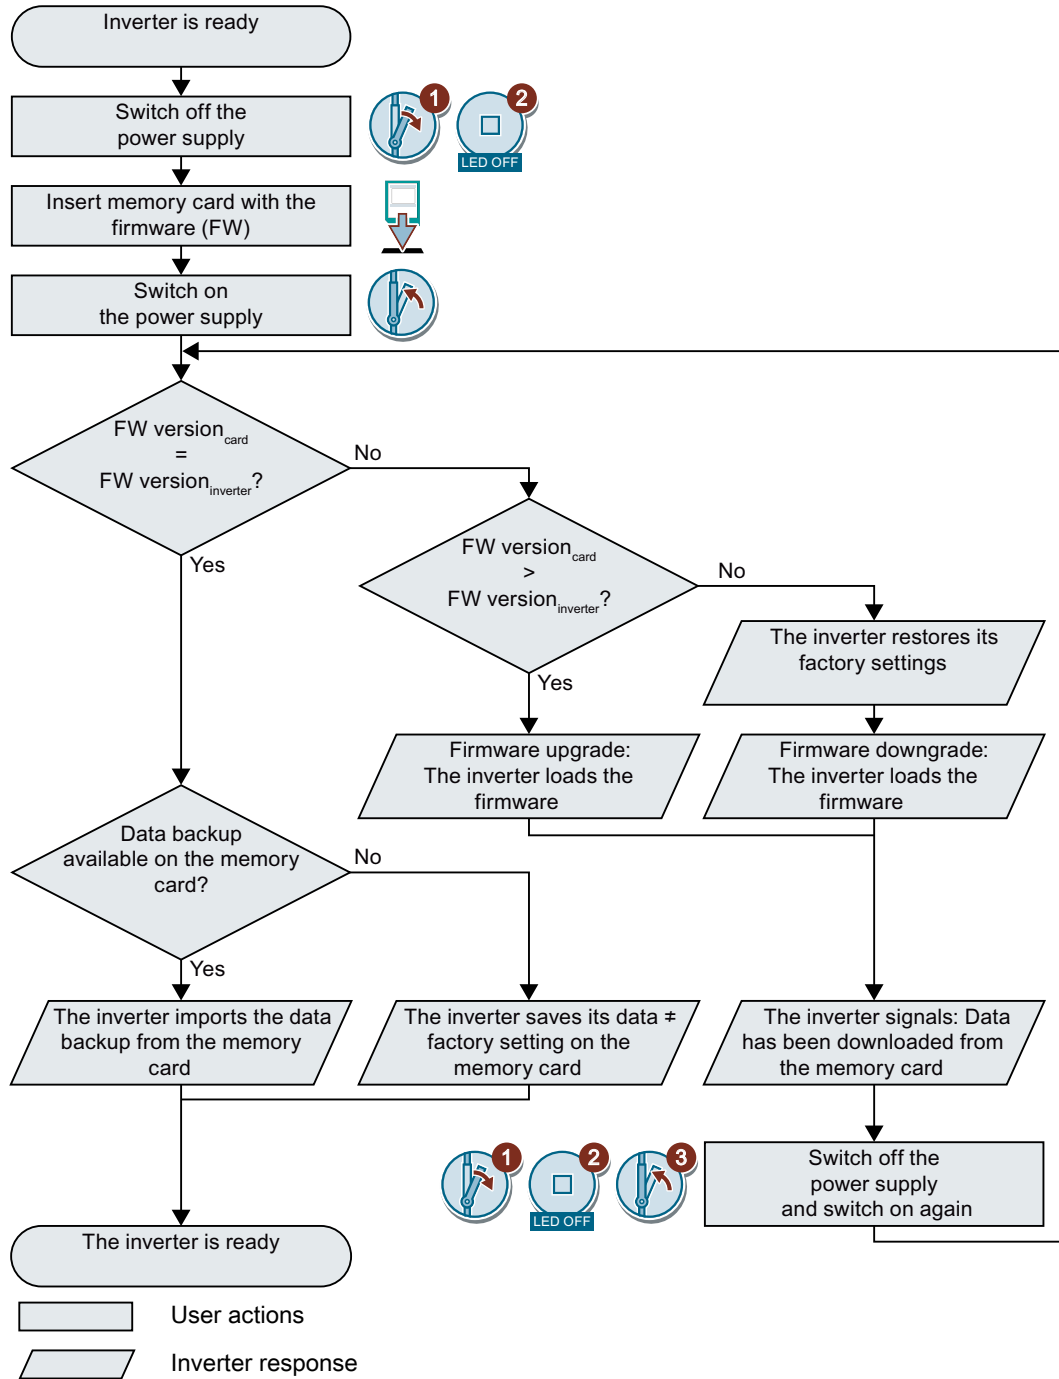 Inverter is ready
Switch off the
power supply
1
2
LED OFF
Insert memory card with the
firmware (FW)
Switch on
the power supply
FW version card
=
FW version inverter?
No
Yes
FW version card
>
FW version inverter?
No
Yes
The inverter restores its
factory settings
Firmware upgrade:
The inverter loads the
firmware
Firmware downgrade:
The inverter loads the
firmware
Data backup
available on the memory
card?
No
Yes
The inverter imports the data
backup from the memory
card
The inverter saves its data ≠
factory setting on the
memory card
The inverter signals: Data
has been downloaded from
the memory card
1
2
3
LED OFF
Switch off the
power supply
and switch on again
The inverter is ready
User actions
Inverter response